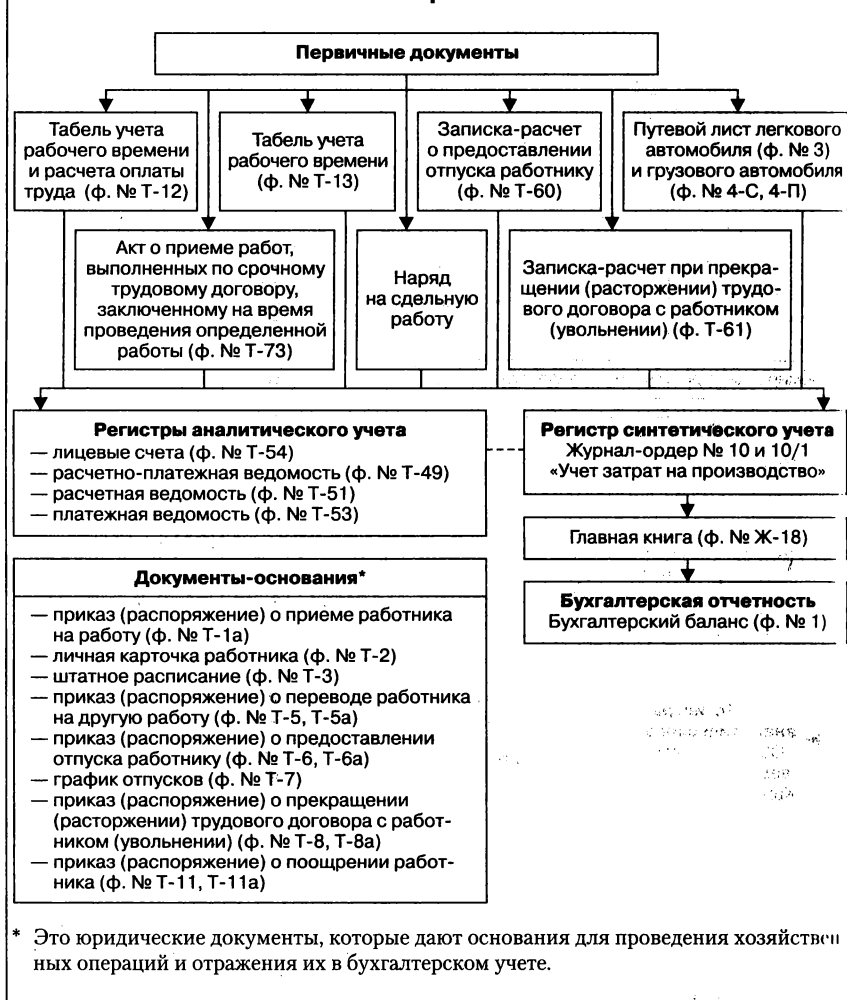 Первичные документы
Табель учета
рабочего времени
и расчета оплаты
труда (ф. № Т-12)
Табель учета
рабочего времени
(ф. № Т-13)
Записка-расчет
о предоставлении
отпуска работнику
(ф. № Т-60)
Путевой лист легкового
автомобиля (ф. № 3)
и грузового автомобиля
(ф. № 4-С, 4-П)
Акт о приеме работ,
выполненных по срочному
трудовому договору,
заключенному на время
проведения определенной
работы (ф. № Т-73)
Наряд
на сдельную
работу
Записка-расчет при прекра-
щении (расторжении) трудо-
вого договора с работником
(увольнении) (ф. Т-61)
Регистры аналитического учета
— лицевые счета (ф. № Т-54)
— расчетно-платежная ведомость (ф. № Т-49)
— расчетная ведомость (ф. № Т-51)
— платежная ведомость (ф. № Т-53)
Регистр синтетического учета
Журнал-ордер № 10 и 10/1
«Учет затрат на производство»
Главная книга (ф. № Ж-18)
Бухгалтерская отчетность
Бухгалтерский баланс (ф. № 1)
Документы-основания*
— приказ (распоряжение) о приеме работника
на работу (ф. № Т-1а)
— личная карточка работника (ф. № Т-2)
— штатное расписание (ф. № Т-3)
— приказ (распоряжение) о переводе работника
на другую работу (ф. № Т-5, Т-5а)
— приказ (распоряжение) о предоставлении
отпуска работнику (ф. № Т-6, Т-6а)
— график отпусков (ф. № Т-7)
— приказ (распоряжение) о прекращении
(расторжении) трудового договора с работ-
ником (увольнении) (ф. № Т-8, Т-8а)
— приказ (распоряжение) о поощрении работ-
ника (ф. № Т-11, Т-11а)
* Это юридические документы, которые дают основания для проведения хозяйствен
ных операций и отражения их в бухгалтерском учете.